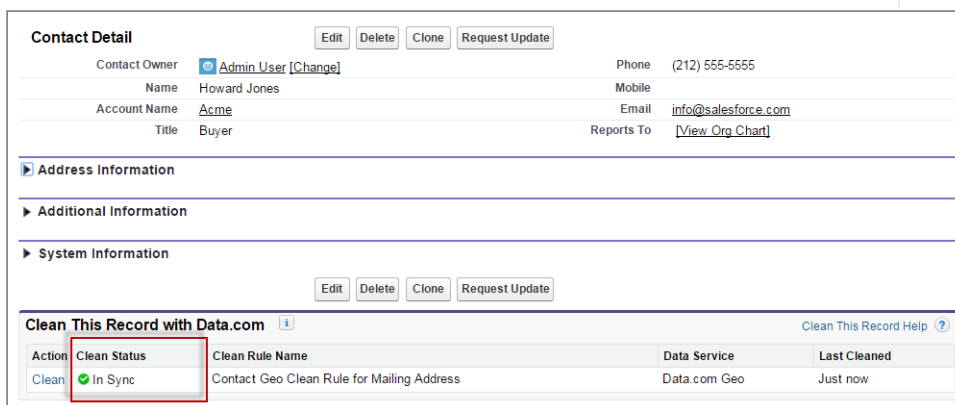 Contact Detail Edit Delete Clone Request Update
Contact Owner Admin User [Change] Phone (212) 555-5555
Name Howard Jones Mobile
Account Name Acme Email info@salesforce.com
Title Buyer Reports To [View Org Chart]
Address Information
Additional Information
System Information
Edit Delete Clone Request Update
Clean This Record with Data.com i Clean This Record Help ?
Action Clean Status Clean Rule Name Data Service Last Cleaned
Clean In Sync Contact Geo Clean Rule for Mailing Address Data.com Geo Just now